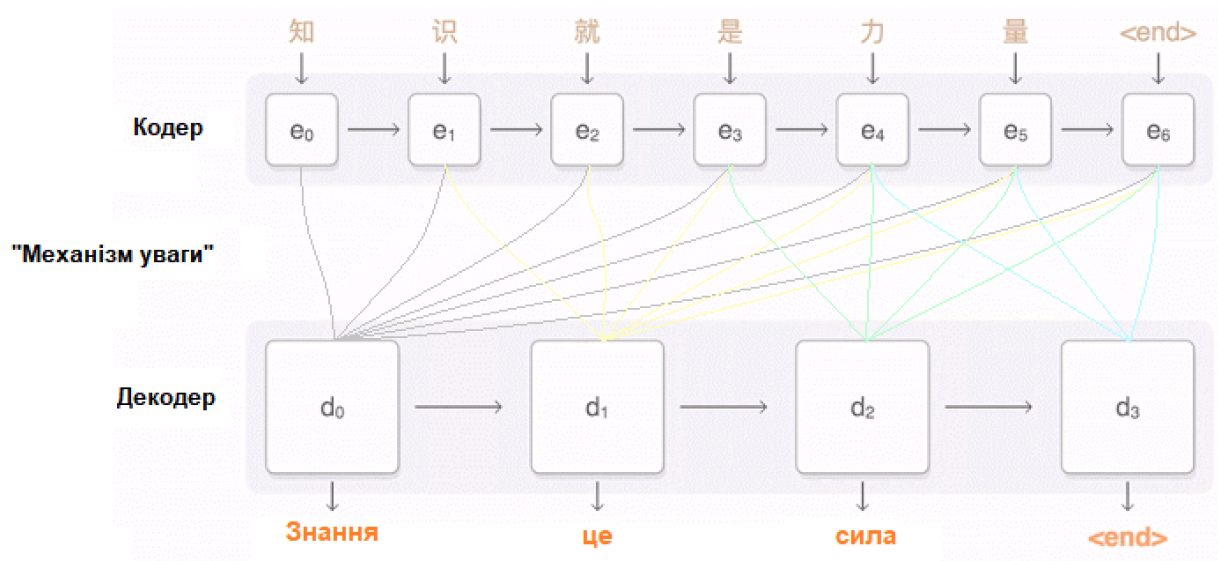 知 识 就 是 力 量 <end>
Кодер
e₀ e₁ e₂ e₃ e₄ e₅ e₆
"Механізм уваги"
Декодер
d₀ d₁ d₂ d₃
Знання це сила <end>